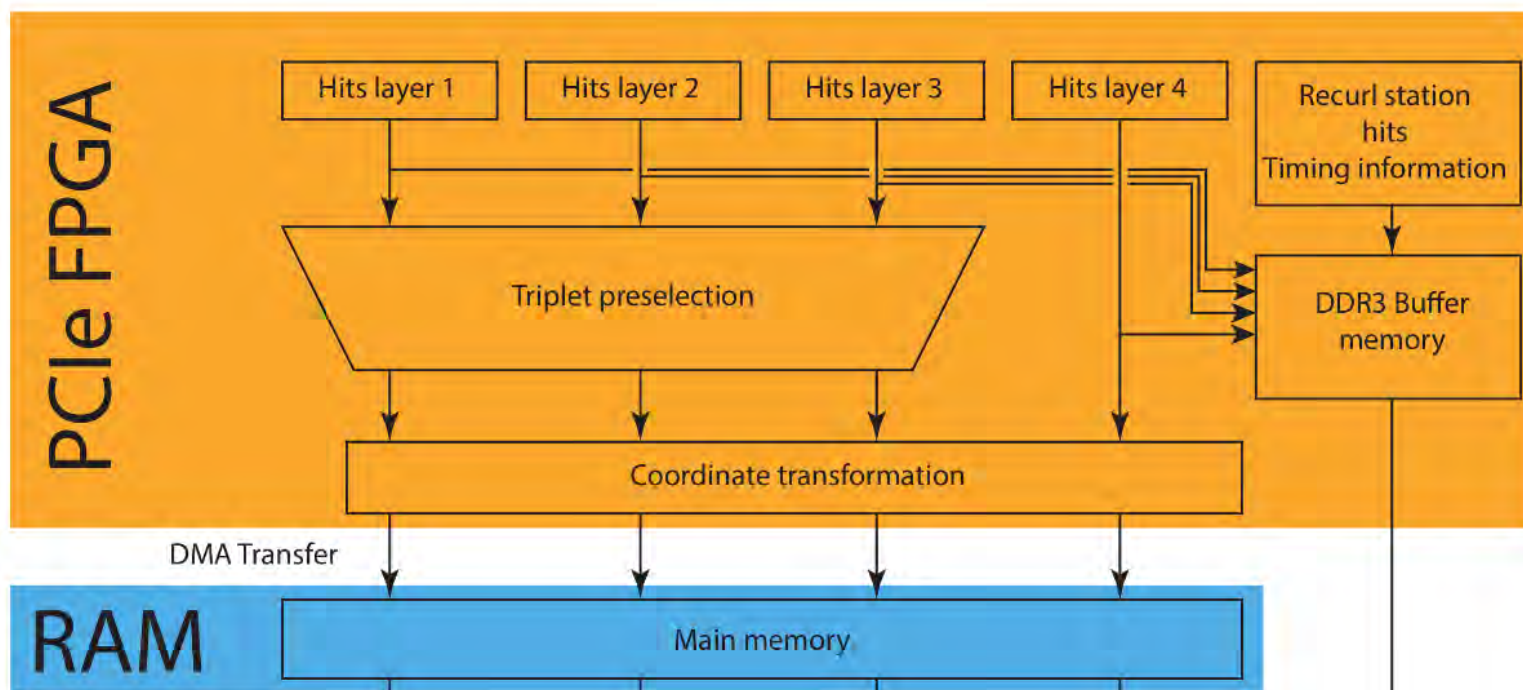 PCIe FPGA
Hits layer 1
Hits layer 2
Hits layer 3
Hits layer 4
Recurl station
hits
Timing information
Triplet preselection
DDR3 Buffer
memory
Coordinate transformation
DMA Transfer
RAM
Main memory